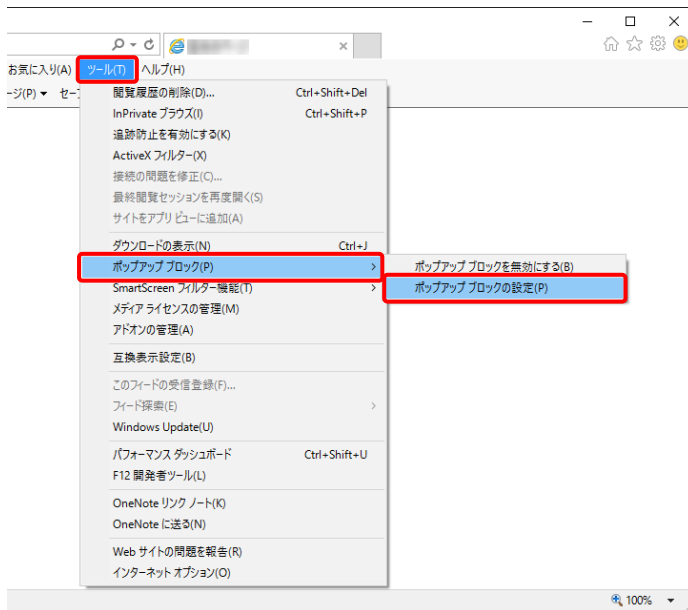 お気に入り(A) ツール(T) ヘルプ(H)
ージ(P) セー
閲覧履歴の削除(D)... Ctrl+Shift+Del
InPrivate ブラウズ(I) Ctrl+Shift+P
追跡防止を有効にする(K)
ActiveX フィルター(X)
接続の問題を修正(C)...
最終閲覧セッションを再度開く(S)
サイトをアプリ ビューに追加(A)
ダウンロードの表示(N) Ctrl+J
ポップアップ ブロック(P)
ポップアップ ブロックを無効にする(B)
SmartScreen フィルター機能(T)
ポップアップ ブロックの設定(P)
メディア ライセンスの管理(M)
アドオンの管理(A)
互換表示設定(B)
このフィードの受信登録(F)...
フィード探索(E)
Windows Update(U)
パフォーマンス ダッシュボード Ctrl+Shift+U
F12 開発者ツール(L)
OneNote リンク ノート(K)
OneNote に送る(N)
Web サイトの問題を報告(R)
インターネット オプション(O)
100%